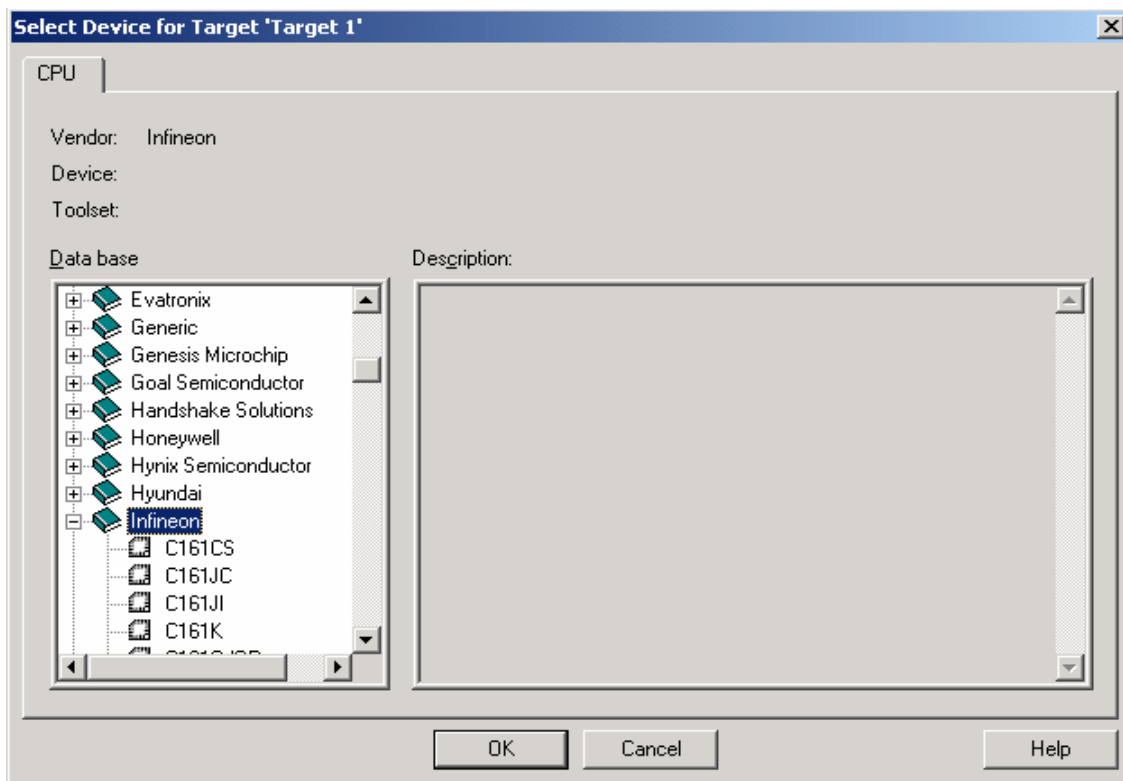 Select Device for Target 'Target 1'
CPU
Vendor: Infineon
Device:
Toolset:
Data base
Description:
Evatronix
Generic
Genesis Microchip
Goal Semiconductor
Handshake Solutions
Honeywell
Hynix Semiconductor
Hyundai
Infineon
C161CS
C161JC
C161JI
C161K
OK
Cancel
Help